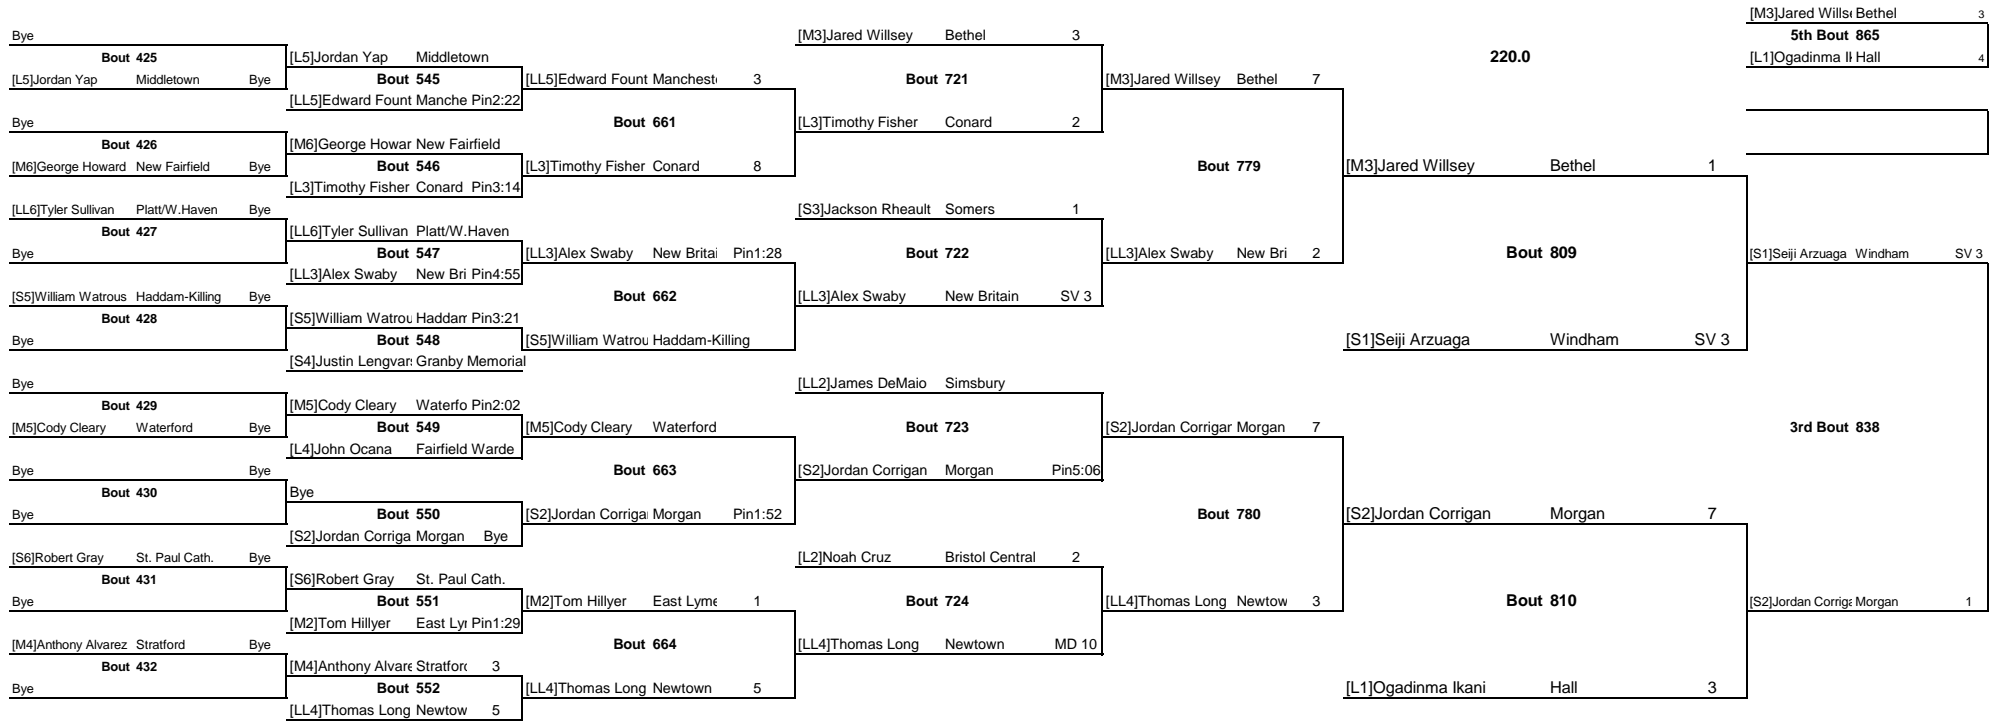 [M3]Jared Wills Bethel 3
Bye [M3]Jared Willsey Bethel 3 5th Bout 865
Bout 425 [L5]Jordan Yap Middletown 220.0 [L1]Ogadinma I Hall 4
[L5]Jordan Yap Middletown Bye Bout 545 [LL5]Edward Fount Manchest 3 Bout 721 [M3]Jared Willsey Bethel 7
[LL5]Edward Fount Manche Pin2:22
Bye Bout 661 [L3]Timothy Fisher Conard 2
Bout 426 [M6]George Howar New Fairfield
[M6]George Howard New Fairfield Bye Bout 546 [L3]Timothy Fisher Conard 8 Bout 779 [M3]Jared Willsey Bethel 1
[L3]Timothy Fisher Conard Pin3:14
[LL6]Tyler Sullivan Platt/W.Haven Bye [S3]Jackson Rheault Somers 1
Bout 427 [LL6]Tyler Sullivan Platt/W.Haven
Bye Bout 547 [LL3]Alex Swaby New Britai Pin1:28 Bout 722 [LL3]Alex Swaby New Bri 2 Bout 809 [S1]Seiji Arzuaga Windham SV 3
[LL3]Alex Swaby New Bri Pin4:55
[S5]William Watrous Haddam-Killing Bye Bout 662 [LL3]Alex Swaby New Britain SV 3
Bout 428 [S5]William Watrou Haddam Pin3:21
Bye Bout 548 [S5]William Watrou Haddam-Killing [S1]Seiji Arzuaga Windham SV 3
[S4]Justin Lengvar Granby Memorial
Bye [LL2]James DeMaio Simsbury
Bout 429 [M5]Cody Cleary Waterfo Pin2:02
[M5]Cody Cleary Waterford Bye Bout 549 [M5]Cody Cleary Waterford Bout 723 [S2]Jordan Corrigan Morgan 7 3rd Bout 838
[L4]John Ocana Fairfield Warde
Bye Bye Bout 663 [S2]Jordan Corrigan Morgan Pin5:06
Bout 430 Bye
Bye Bout 550 [S2]Jordan Corriga Morgan Pin1:52 Bout 780 [S2]Jordan Corrigan Morgan 7
[S2]Jordan Corriga Morgan Bye
[S6]Robert Gray St. Paul Cath. Bye [L2]Noah Cruz Bristol Central 2
Bout 431 [S6]Robert Gray St. Paul Cath.
Bye Bout 551 [M2]Tom Hillyer East Lyme 1 Bout 724 [LL4]Thomas Long Newtow 3 Bout 810 [S2]Jordan Corriga Morgan 1
[M2]Tom Hillyer East Lyr Pin1:29
[M4]Anthony Alvarez Stratford Bye Bout 664 [LL4]Thomas Long Newtown MD 10
Bout 432 [M4]Anthony Alvare Stratford 3
Bye Bout 552 [LL4]Thomas Long Newtown 5 [L1]Ogadinma Ikani Hall 3
[LL4]Thomas Long Newtow 5